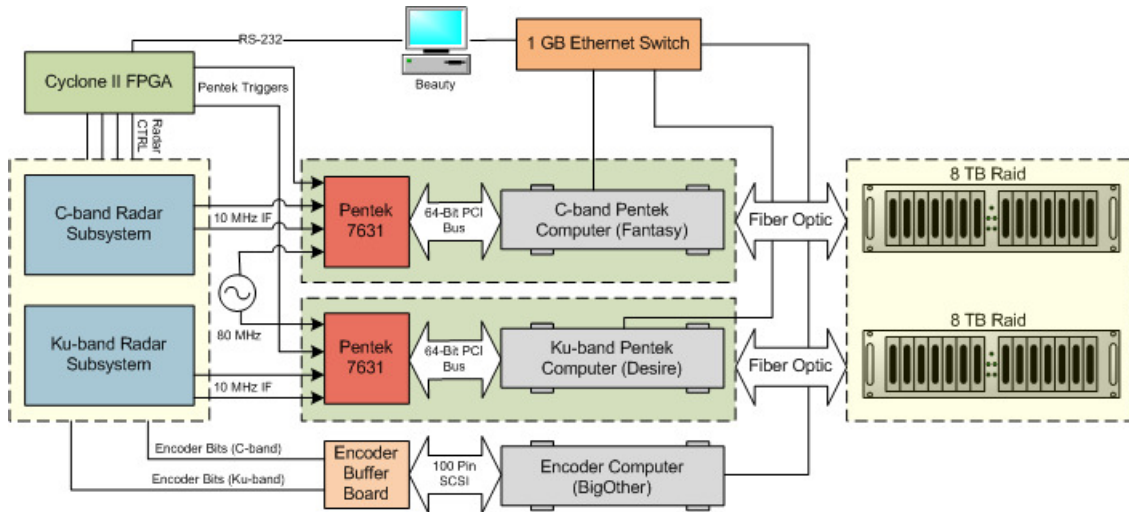 RS-232
1 GB Ethernet Switch
Beauty
Cyclone II FPGA
Pentek Triggers
Radar
CTRL
8 TB Raid
C-band Radar
Subsystem
10 MHz IF
Pentek
7631
64-Bit PCI
Bus
C-band Pentek
Computer (Fantasy)
Fiber Optic
80 MHz
8 TB Raid
Ku-band Radar
Subsystem
10 MHz IF
Pentek
7631
64-Bit PCI
Bus
Ku-band Pentek
Computer (Desire)
Fiber Optic
Encoder Bits (C-band)
Encoder Bits (Ku-band)
Encoder
Buffer
Board
100 Pin
SCSI
Encoder Computer
(BigOther)